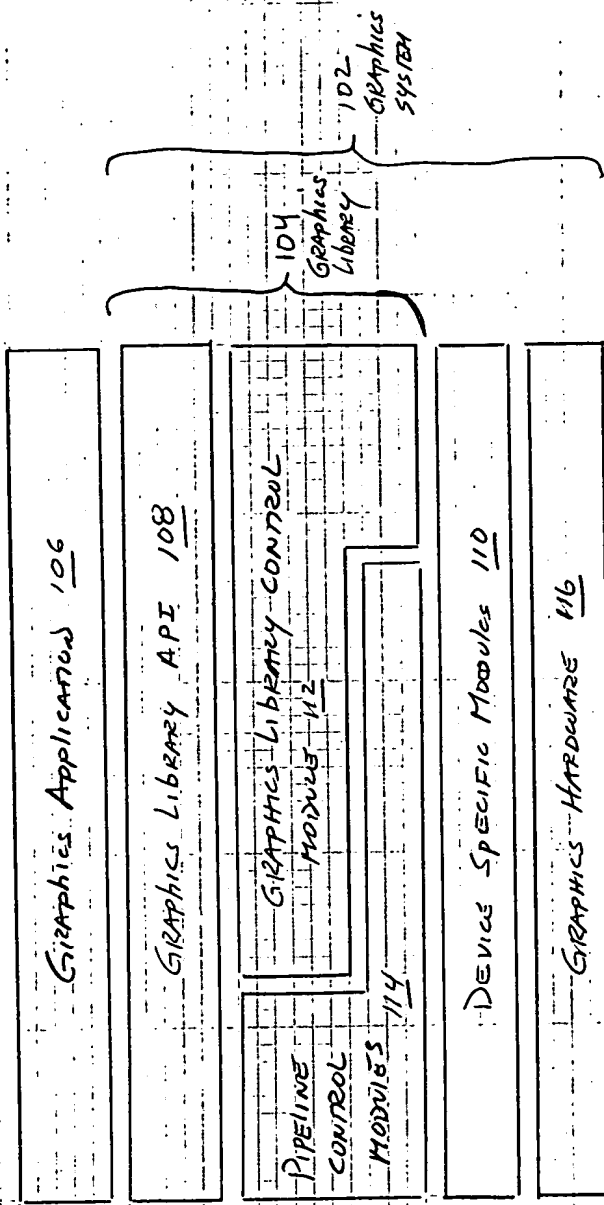 Graphics Application 106
Graphics Library API 108
Graphics Library Control
Module 112
Pipeline
Control
Modules 114
Device Specific Modules 110
Graphics Hardware 116
104
Graphics
Library
102
Graphics
System